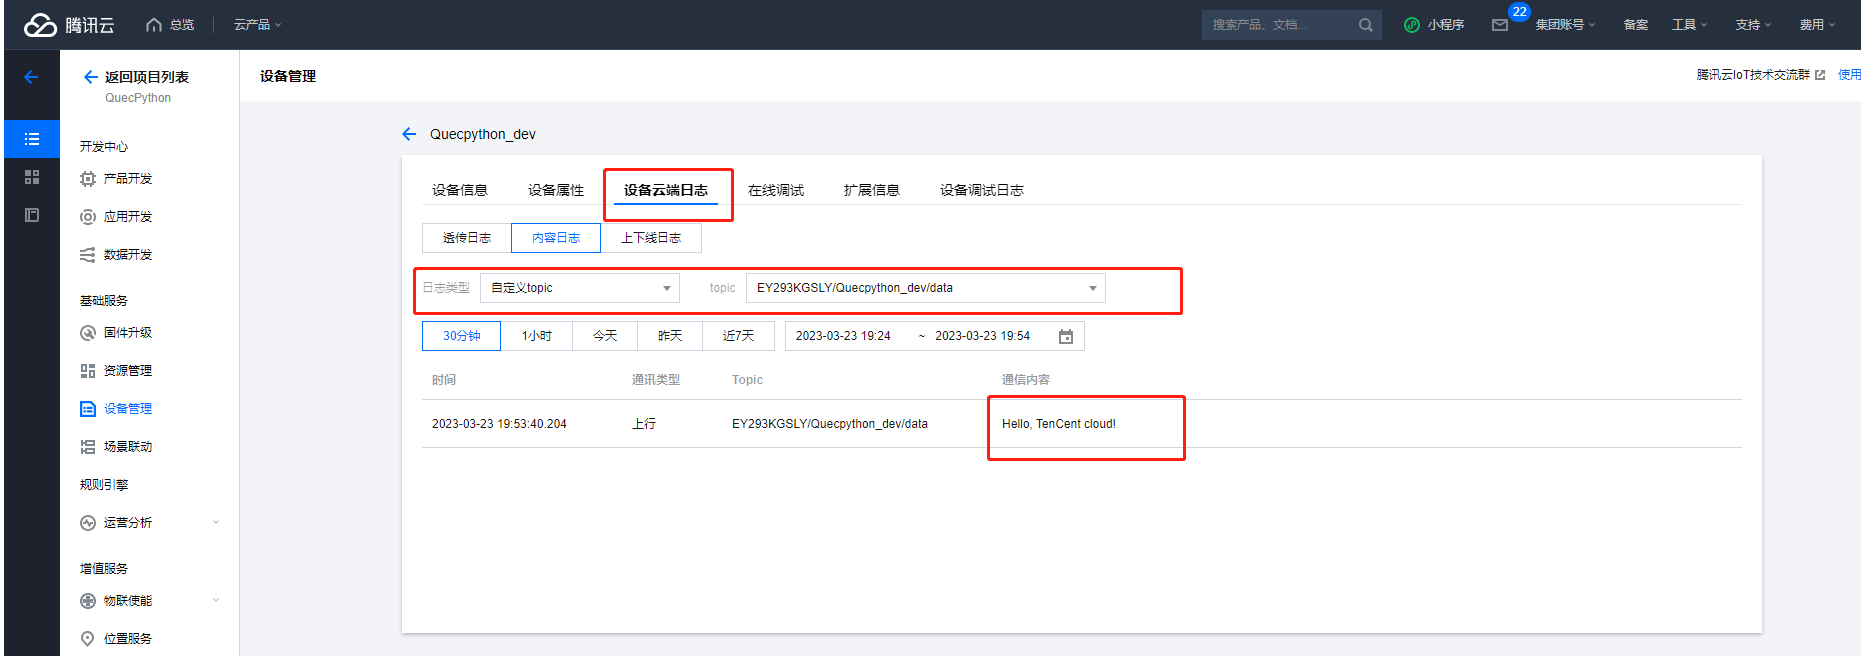 腾讯云 总览 云产品 搜索产品、文档... 小程序 22 集团账号 备案 工具 支持 费用
返回项目列表
QuecPython
开发中心
产品开发
应用开发
数据开发
基础服务
固件升级
资源管理
设备管理
场景联动
规则引擎
运营分析
增值服务
物联使能
位置服务
设备管理 腾讯云IoT技术交流群 使用
Quecpython_dev
设备信息 设备属性 设备云端日志 在线调试 扩展信息 设备调试日志
透传日志 内容日志 上下线日志
日志类型 自定义topic topic EY293KGSLY/Quecpython_dev/data
30分钟 1小时 今天 昨天 近7天 2023-03-23 19:24 ~ 2023-03-23 19:54
时间 通讯类型 Topic 通信内容
2023-03-23 19:53:40.204 上行 EY293KGSLY/Quecpython_dev/data Hello, TenCent cloud!